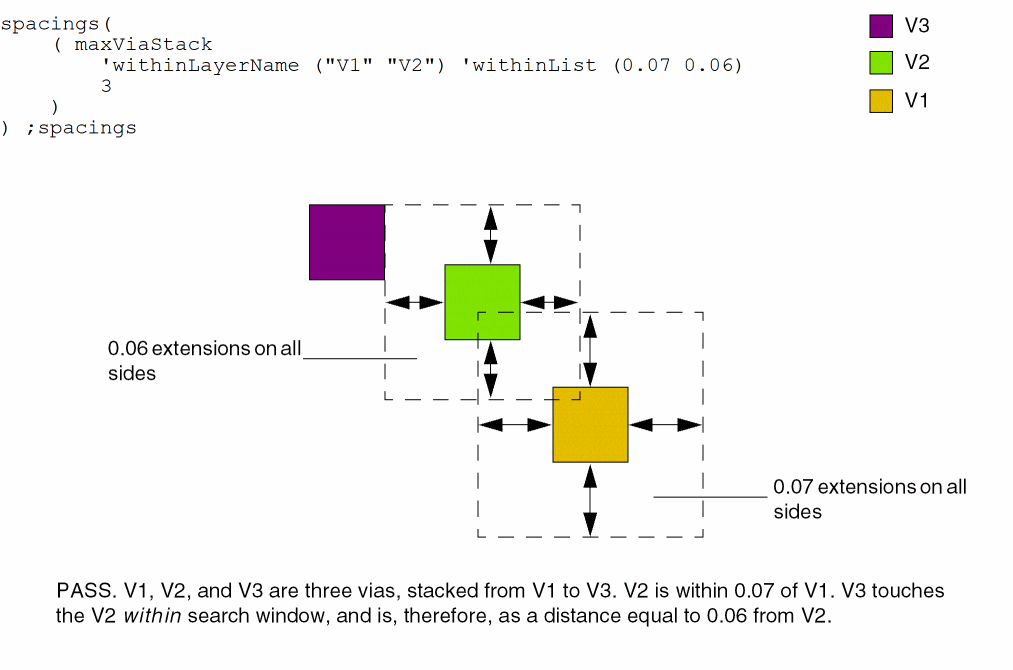 spacings(
( maxViaStack
'withinLayerName ("V1" "V2") 'withinList (0.07 0.06)
3
)
) ;spacings
V3
V2
V1
0.06 extensions on all
sides
0.07 extensions on all
sides
PASS. V1, V2, and V3 are three vias, stacked from V1 to V3. V2 is within 0.07 of V1. V3 touches
the V2 within search window, and is, therefore, as a distance equal to 0.06 from V2.